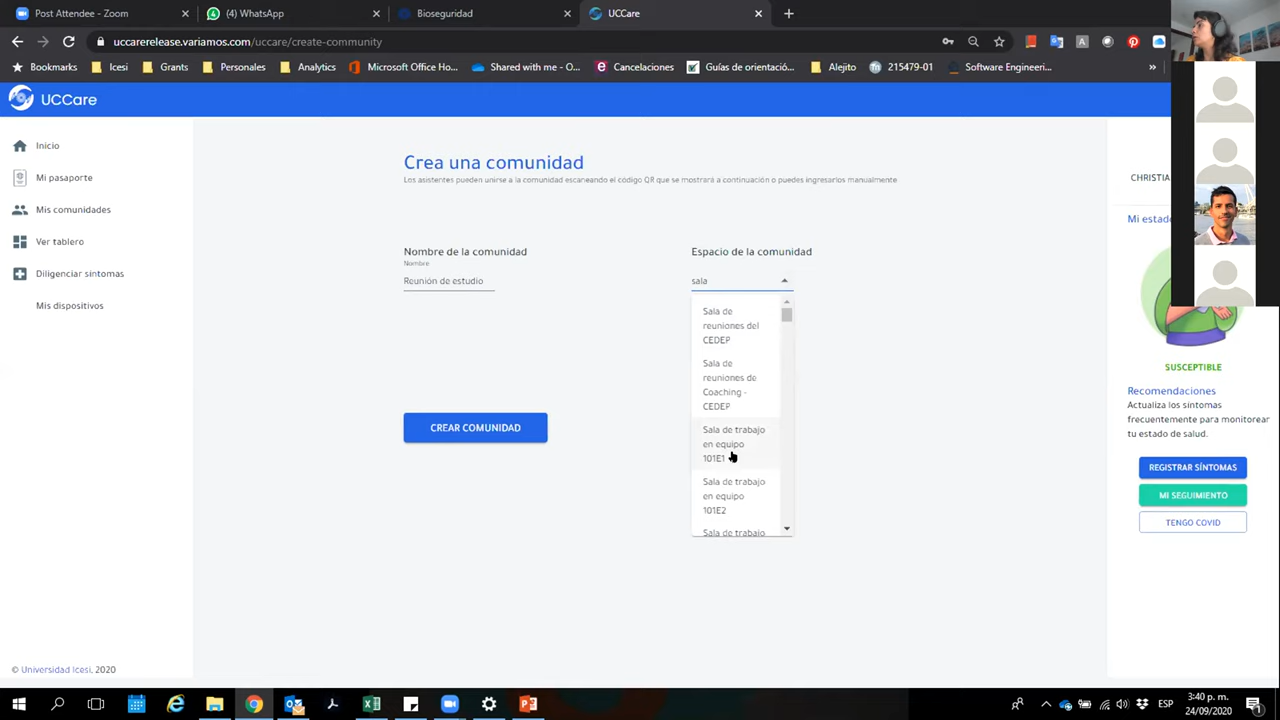 Post Attendee - Zoom
(4) WhatsApp
Bioseguridad
UCCare
uccarerelease.variamos.com/uccare/create-community
Bookmarks
Icesi
Grants
Personales
Analytics
Microsoft Office Ho...
Shared with me - O...
Cancelaciones
Guías de orientació...
Alejito
215479-01
Software Engineeri...
UCCare
Inicio
Mi pasaporte
Mis comunidades
Ver tablero
Diligenciar síntomas
Mis dispositivos
© Universidad Icesi, 2020
Crea una comunidad
Los asistentes pueden unirse a la comunidad escaneando el código QR que se mostrará a continuación o puedes ingresarlos manualmente
Nombre de la comunidad
Nombre
Reunión de estudio
Espacio de la comunidad
sala
Sala de
reuniones del
CEDEP
Sala de
reuniones de
Coaching -
CEDEP
Sala de trabajo
en equipo
101E1
Sala de trabajo
en equipo
101E2
Sala de trabajo
CREAR COMUNIDAD
CHRISTIA
Mi estado
SUSCEPTIBLE
Recomendaciones
Actualiza los síntomas
frecuentemente para monitorear
tu estado de salud.
REGISTRAR SÍNTOMAS
MI SEGUIMIENTO
TENGO COVID
ESP
3:40 p. m.
24/09/2020